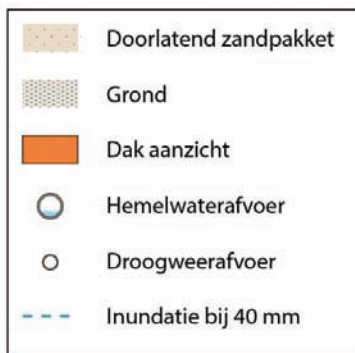 Doorlatend zandpakket
Grond
Dak aanzicht
Hemelwaterafvoer
Droogweerafvoer
Inundatie bij 40 mm